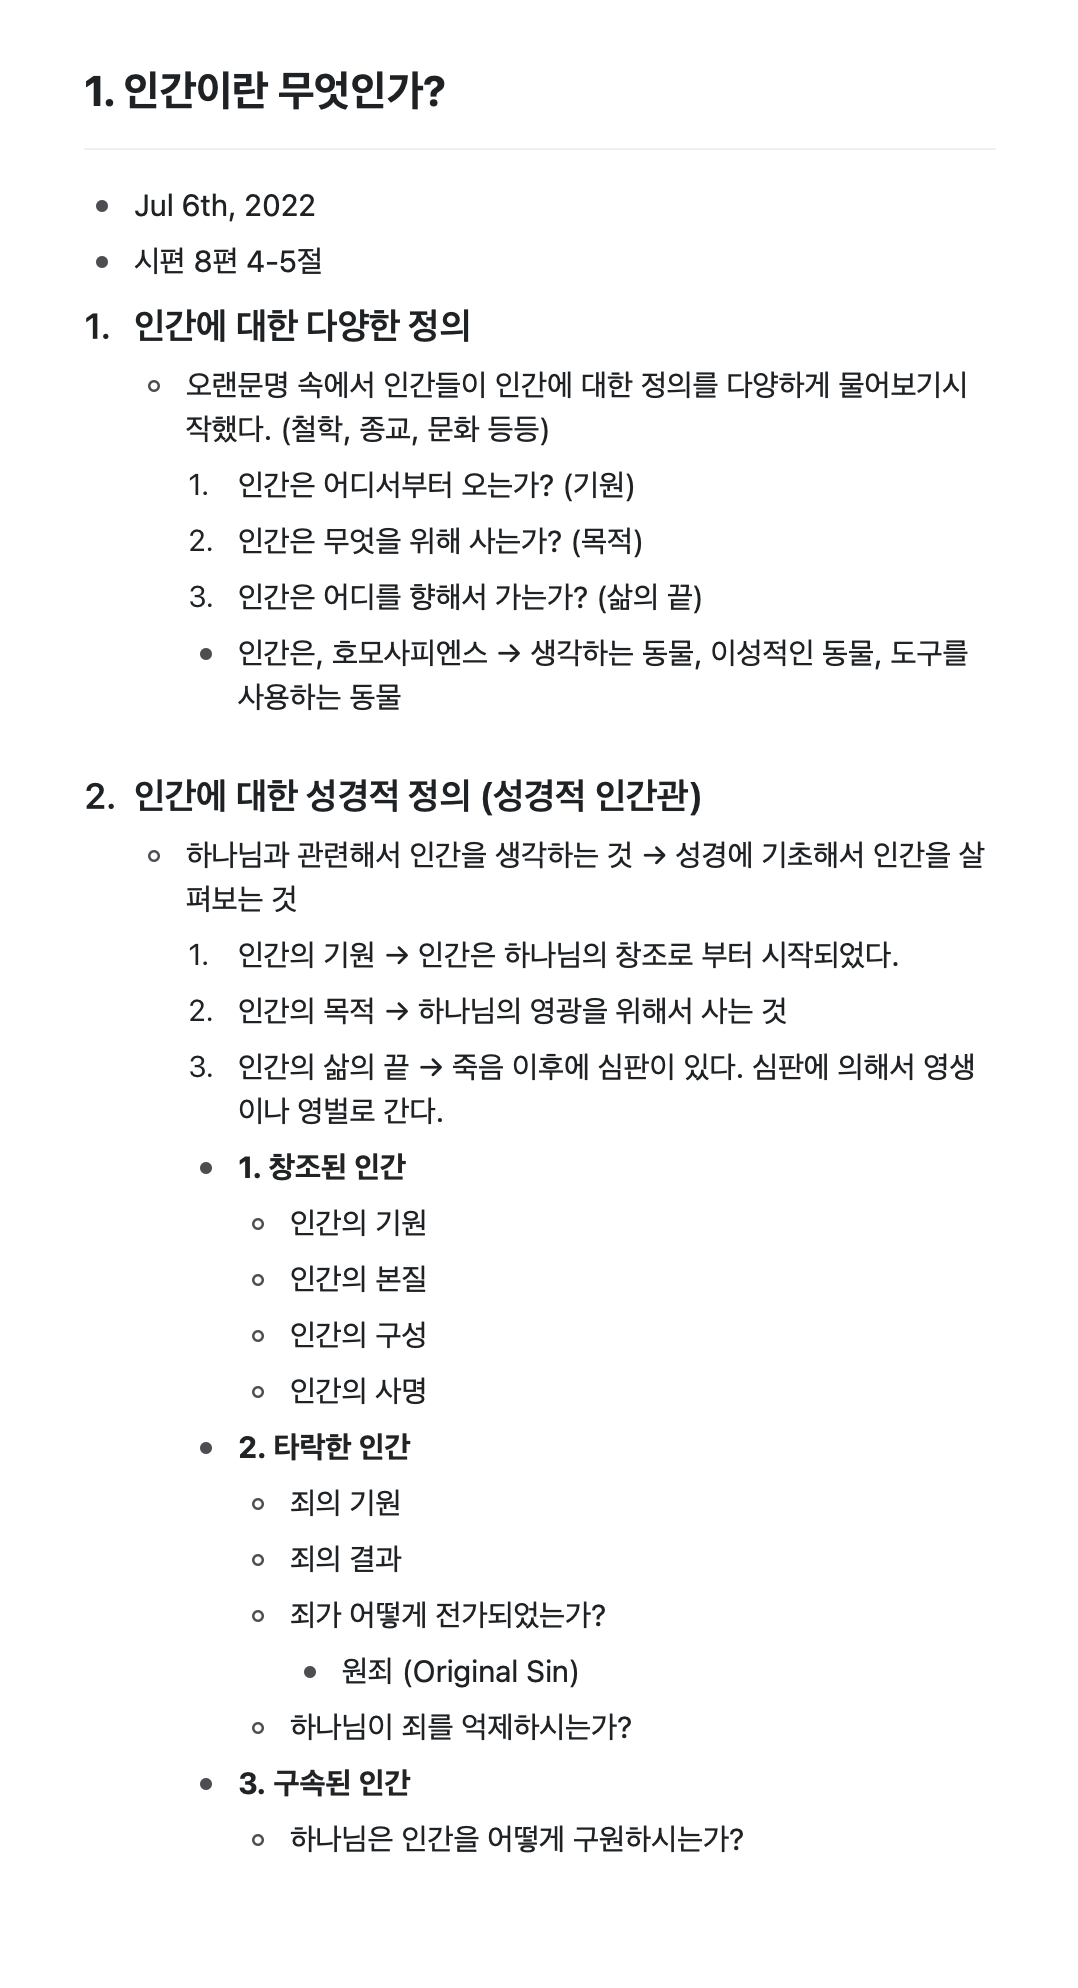 1. 인간이란 무엇인가?
• Jul 6th, 2022
• 시편 8편 4-5절
1. 인간에 대한 다양한 정의
◦ 오랜문명 속에서 인간들이 인간에 대한 정의를 다양하게 물어보기시
작했다. (철학, 종교, 문화 등등)
1. 인간은 어디서부터 오는가? (기원)
2. 인간은 무엇을 위해 사는가? (목적)
3. 인간은 어디를 향해서 가는가? (삶의 끝)
• 인간은, 호모사피엔스 → 생각하는 동물, 이성적인 동물, 도구를
사용하는 동물
2. 인간에 대한 성경적 정의 (성경적 인간관)
◦ 하나님과 관련해서 인간을 생각하는 것 → 성경에 기초해서 인간을 살
펴보는 것
1. 인간의 기원 → 인간은 하나님의 창조로 부터 시작되었다.
2. 인간의 목적 → 하나님의 영광을 위해서 사는 것
3. 인간의 삶의 끝 → 죽음 이후에 심판이 있다. 심판에 의해서 영생
이나 영벌로 간다.
• 1. 창조된 인간
◦ 인간의 기원
◦ 인간의 본질
◦ 인간의 구성
◦ 인간의 사명
• 2. 타락한 인간
◦ 죄의 기원
◦ 죄의 결과
◦ 죄가 어떻게 전가되었는가?
• 원죄 (Original Sin)
◦ 하나님이 죄를 억제하시는가?
• 3. 구속된 인간
◦ 하나님은 인간을 어떻게 구원하시는가?